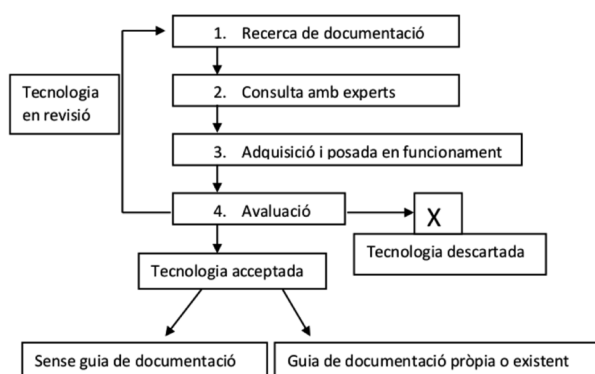 1. Recerca de documentació
Tecnologia
en revisió
2. Consulta amb experts
3. Adquisició i posada en funcionament
4. Avaluació
X
Tecnologia descartada
Tecnologia acceptada
Sense guia de documentació
Guia de documentació pròpia o existent